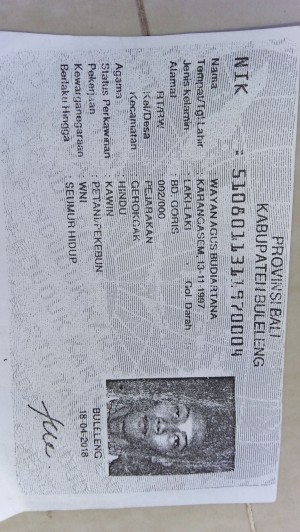 PROVINSI BALI
KABUPATEN BULELENG
NIK : 5108011311970004
Nama : WAYAN AGUS BUDIARTANA
Tempat/Tgl Lahir : KARANGASEM, 13-11-1997
Jenis Kelamin : LAKI-LAKI Gol. Darah :
Alamat : BD. GORIS
RT/RW : 002/000
Kel/Desa : PEJARAKAN
Kecamatan : GEROKGAK
Agama : HINDU
Status Perkawinan : KAWIN
Pekerjaan : PETANI/PEKEBUN
Kewarganegaraan : WNI
Berlaku Hingga : SEUMUR HIDUP
BULELENG
18-04-2018